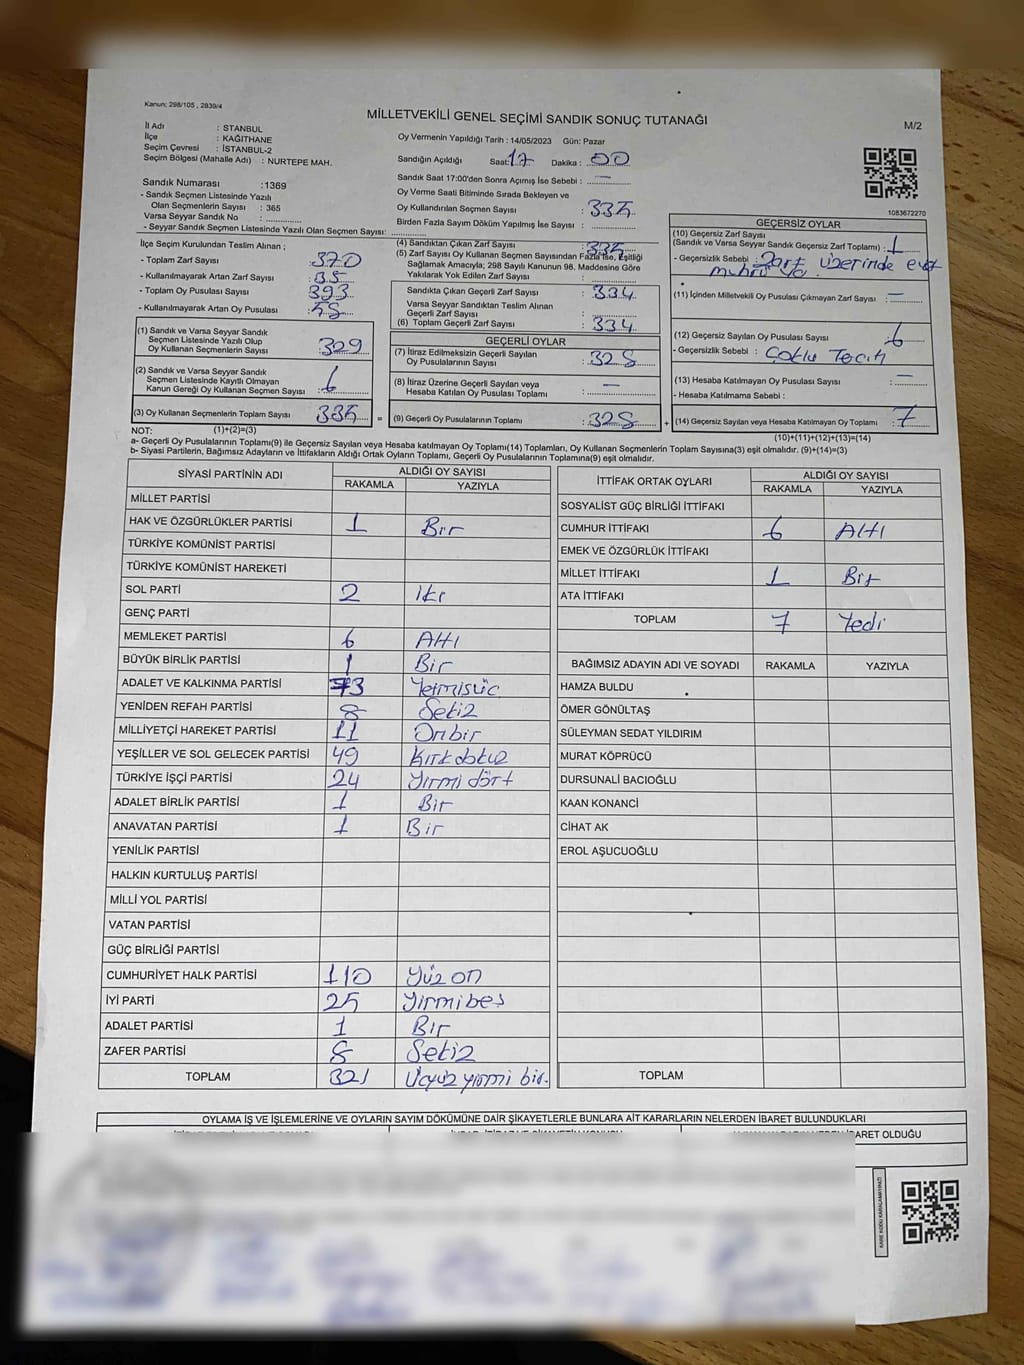 Kanun; 298/105 , 2839/4
MİLLETVEKİLİ GENEL SEÇİMİ SANDIK SONUÇ TUTANAĞI
M/2
İl Adı : STANBUL
İlçe : KAĞITHANE
Seçim Çevresi : İSTANBUL-2
Seçim Bölgesi (Mahalle Adı) : NURTEPE MAH.
Sandık Numarası :1369
- Sandık Seçmen Listesinde Yazılı
Olan Seçmenlerin Sayısı : 365
Varsa Seyyar Sandık No :
- Seyyar Sandık Seçmen Listesinde Yazılı Olan Seçmen Sayısı:
Oy Vermenin Yapıldığı Tarih : 14/05/2023 Gün: Pazar
Sandığın Açıldığı Saat: 17 Dakika : 00
Sandık Saat 17:00'den Sonra Açımış İse Sebebi : —
Oy Verme Saati Bitiminde Sırada Bekleyen ve
Oy Kullandırılan Seçmen Sayısı : 335
Birden Fazla Sayım Döküm Yapılmış İse Sayısı :
1083672270
İlçe Seçim Kurulundan Teslim Alınan ;
- Toplam Zarf Sayısı : 370
- Kullanılmayarak Artan Zarf Sayısı : 35
- Toplam Oy Pusulası Sayısı : 393
- Kullanılmayarak Artan Oy Pusulası : 58
(1) Sandık ve Varsa Seyyar Sandık
Seçmen Listesinde Yazılı Olup
Oy Kullanan Seçmenlerin Sayısı : 329
(2) Sandık ve Varsa Seyyar Sandık
Seçmen Listesinde Kayıtlı Olmayan
Kanun Gereği Oy Kullanan Seçmen Sayısı : 6
(3) Oy Kullanan Seçmenlerin Toplam Sayısı : 335 =
(4) Sandıktan Çıkan Zarf Sayısı : 335
(5) Zarf Sayısı Oy Kullanan Seçmen Sayısından Fazla İse, Eşitliği
Sağlamak Amacıyla; 298 Sayılı Kanunun 98. Maddesine Göre
Yakılarak Yok Edilen Zarf Sayısı :
Sandıkta Çıkan Geçerli Zarf Sayısı : 334
Varsa Seyyar Sandıktan Teslim Alınan
Geçerli Zarf Sayısı :
(6) Toplam Geçerli Zarf Sayısı : 334
GEÇERLİ OYLAR
(7) İtiraz Edilmeksizin Geçerli Sayılan
Oy Pusulalarının Sayısı : 328
(8) İtiraz Üzerine Geçerli Sayılan veya
Hesaba Katılan Oy Pusulası Toplamı : —
(9) Geçerli Oy Pusulalarının Toplamı : 328 +
GEÇERSİZ OYLAR
(10) Geçersiz Zarf Sayısı
(Sandık ve Varsa Seyyar Sandık Geçersiz Zarf Toplamı) : 1
- Geçersizlik Sebebi : Zarf üzerinde evet
(11) İçinden Milletvekili Oy Pusulası Çıkmayan Zarf Sayısı : —
(12) Geçersiz Sayılan Oy Pusulası Sayısı : 6
- Geçersizlik Sebebi : Çoklu Tecih
(13) Hesaba Katılmayan Oy Pusulası Sayısı : —
- Hesaba Katılmama Sebebi :
(14) Geçersiz Sayılan veya Hesaba Katılmayan Oy Toplamı : 7
NOT: (1)+(2)=(3) (10)+(11)+(12)+(13)=(14)
a- Geçerli Oy Pusulalarının Toplamı(9) ile Geçersiz Sayılan veya Hesaba katılmayan Oy Toplamı(14) Toplamları, Oy Kullanan Seçmenlerin Toplam Sayısına(3) eşit olmalıdır. (9)+(14)=(3)
b- Siyasi Partilerin, Bağımsız Adayların ve İttifakların Aldığı Ortak Oyların Toplamı, Geçerli Oy Pusulalarının Toplamına(9) eşit olmalıdır.
SİYASİ PARTİNİN ADI ALDIĞI OY SAYISI
RAKAMLA YAZIYLA
MİLLET PARTİSİ
HAK VE ÖZGÜRLÜKLER PARTİSİ 1 Bir
TÜRKİYE KOMÜNİST PARTİSİ
TÜRKİYE KOMÜNİST HAREKETİ
SOL PARTİ 2 iki
GENÇ PARTİ
MEMLEKET PARTİSİ 6 Altı
BÜYÜK BİRLİK PARTİSİ 1 Bir
ADALET VE KALKINMA PARTİSİ 73 Yetmisüc
YENİDEN REFAH PARTİSİ 8 Sekiz
MİLLİYETÇİ HAREKET PARTİSİ 11 Onbir
YEŞİLLER VE SOL GELECEK PARTİSİ 49 Kırkdokuz
TÜRKİYE İŞÇİ PARTİSİ 24 Yirmi dört
ADALET BİRLİK PARTİSİ 1 Bir
ANAVATAN PARTİSİ 1 Bir
YENİLİK PARTİSİ
HALKIN KURTULUŞ PARTİSİ
MİLLİ YOL PARTİSİ
VATAN PARTİSİ
GÜÇ BİRLİĞİ PARTİSİ
CUMHURİYET HALK PARTİSİ 110 Yüz on
İYİ PARTİ 25 Yirmibes
ADALET PARTİSİ 1 Bir
ZAFER PARTİSİ 8 Sekiz
TOPLAM 321 Ucyüz yirmi bir.
İTTİFAK ORTAK OYLARI ALDIĞI OY SAYISI
RAKAMLA YAZIYLA
SOSYALİST GÜÇ BİRLİĞİ İTTİFAKI
CUMHUR İTTİFAKI 6 Altı
EMEK VE ÖZGÜRLÜK İTTİFAKI
MİLLET İTTİFAKI 1 Bir
ATA İTTİFAKI
TOPLAM 7 Yedi
BAĞIMSIZ ADAYIN ADI VE SOYADI RAKAMLA YAZIYLA
HAMZA BULDU
ÖMER GÖNÜLTAŞ
SÜLEYMAN SEDAT YILDIRIM
MURAT KÖPRÜCÜ
DURSUNALİ BACIOĞLU
KAAN KONANCİ
CİHAT AK
EROL AŞUCUOĞLU
TOPLAM
OYLAMA İŞ VE İŞLEMLERİNE VE OYLARIN SAYIM DÖKÜMÜNE DAİR ŞİKAYETLERLE BUNLARA AİT KARARLARIN NELERDEN İBARET BULUNDUKLARI
İBARET OLDUĞU
KARE KODU KARALAMAYINIZ!